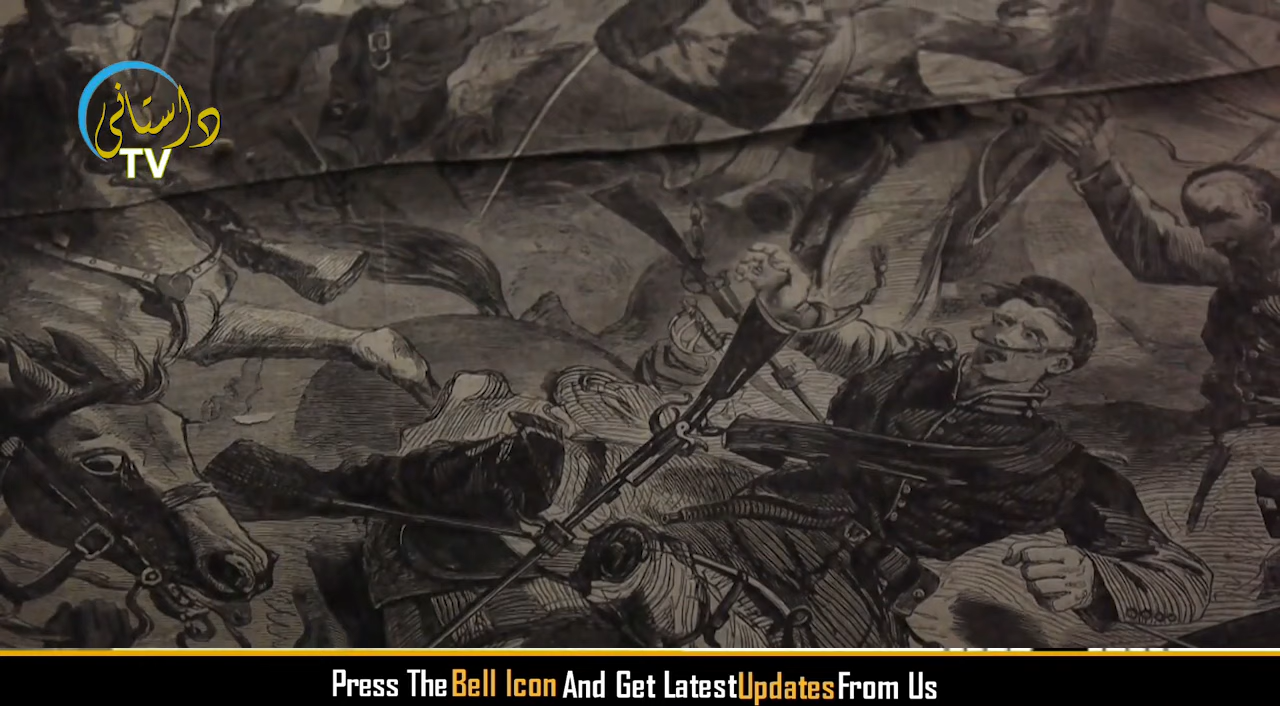 داستانی
TV
Press The Bell Icon And Get Latest Updates From Us